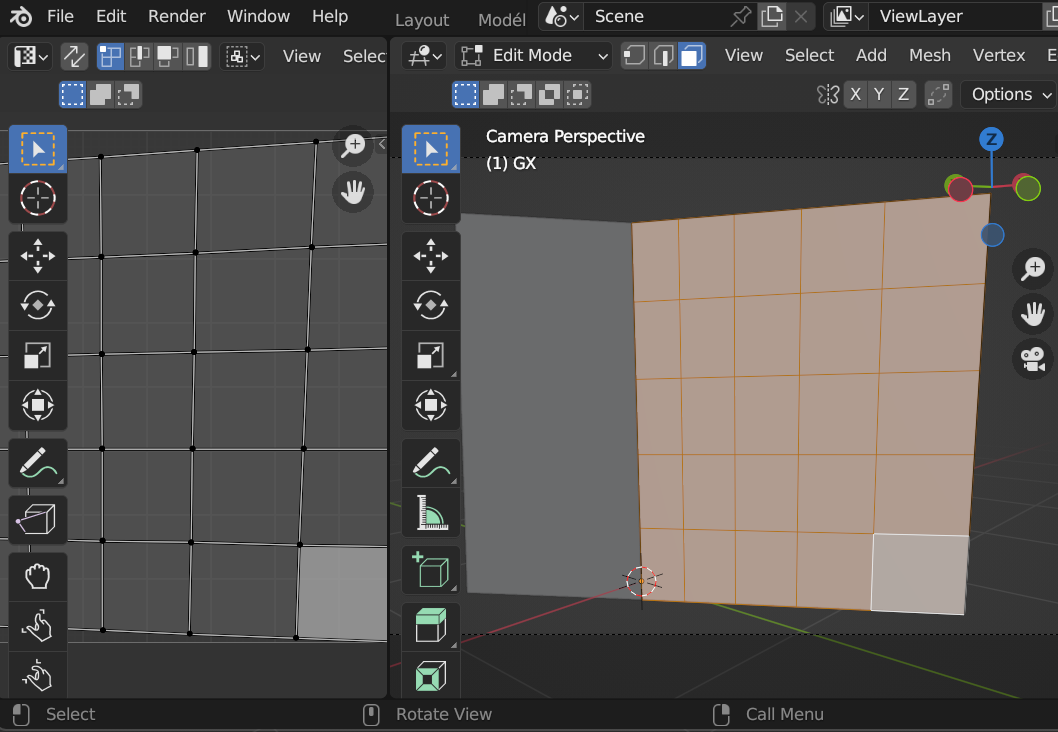 File Edit Render Window Help Layout Modél Scene ViewLayer
View Selec Edit Mode View Select Add Mesh Vertex E
X Y Z Options
Camera Perspective
(1) GX
Z
Select Rotate View Call Menu